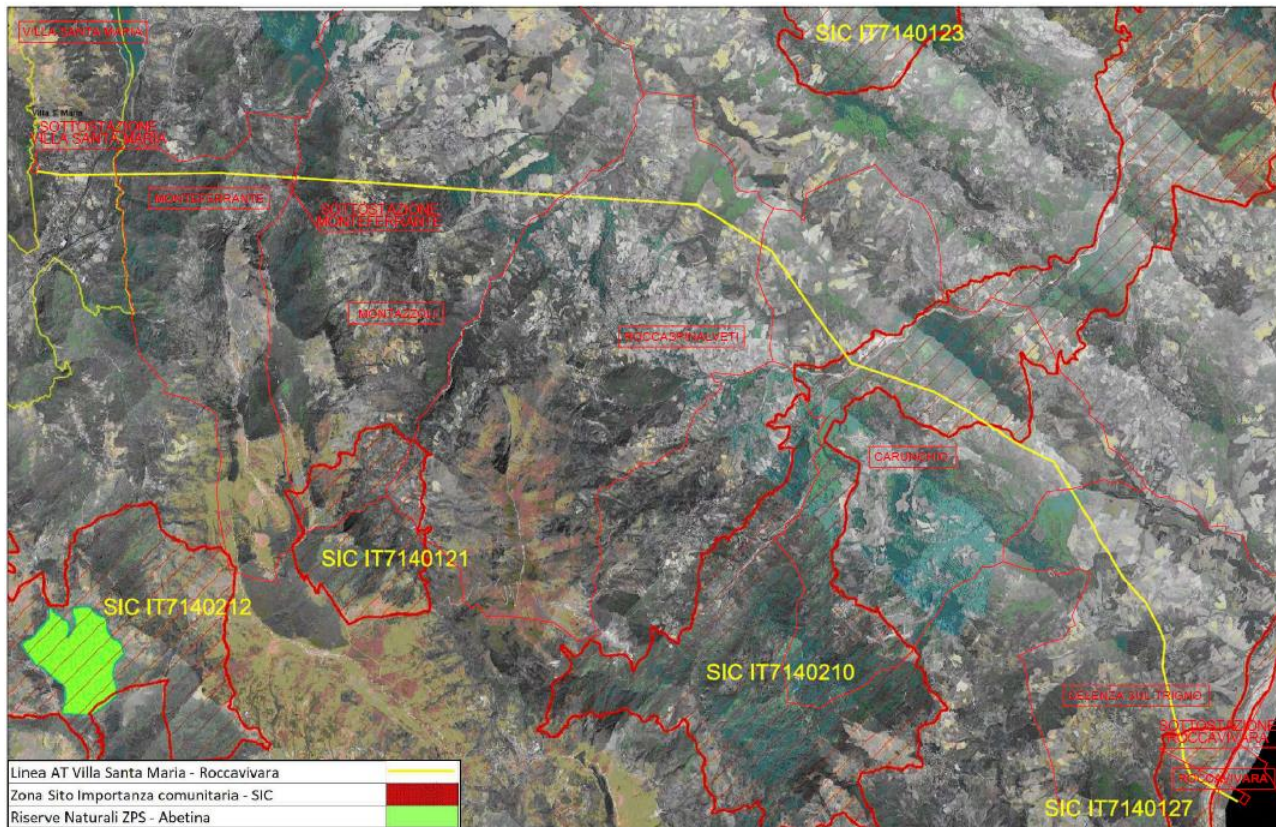 VILLA SANTA MARIA
SIC IT7140123
Villa S. Maria
SOTTOSTAZIONE
VILLA SANTA MARIA
MONTEFERRANTE
SOTTOSTAZIONE
MONTEFERRANTE
MONTAZZOLI
ROCCASPINALVETI
CARUNCHIO
SIC IT7140121
SIC IT7140212
SIC IT7140210
CELENZA SUL TRIGNO
SOTTOSTAZIONE
ROCCAVIVARA
ROCCAVIVARA
SIC IT7140127
Linea AT Villa Santa Maria - Roccavivara
Zona Sito Importanza comunitaria - SIC
Riserve Naturali ZPS - Abetina